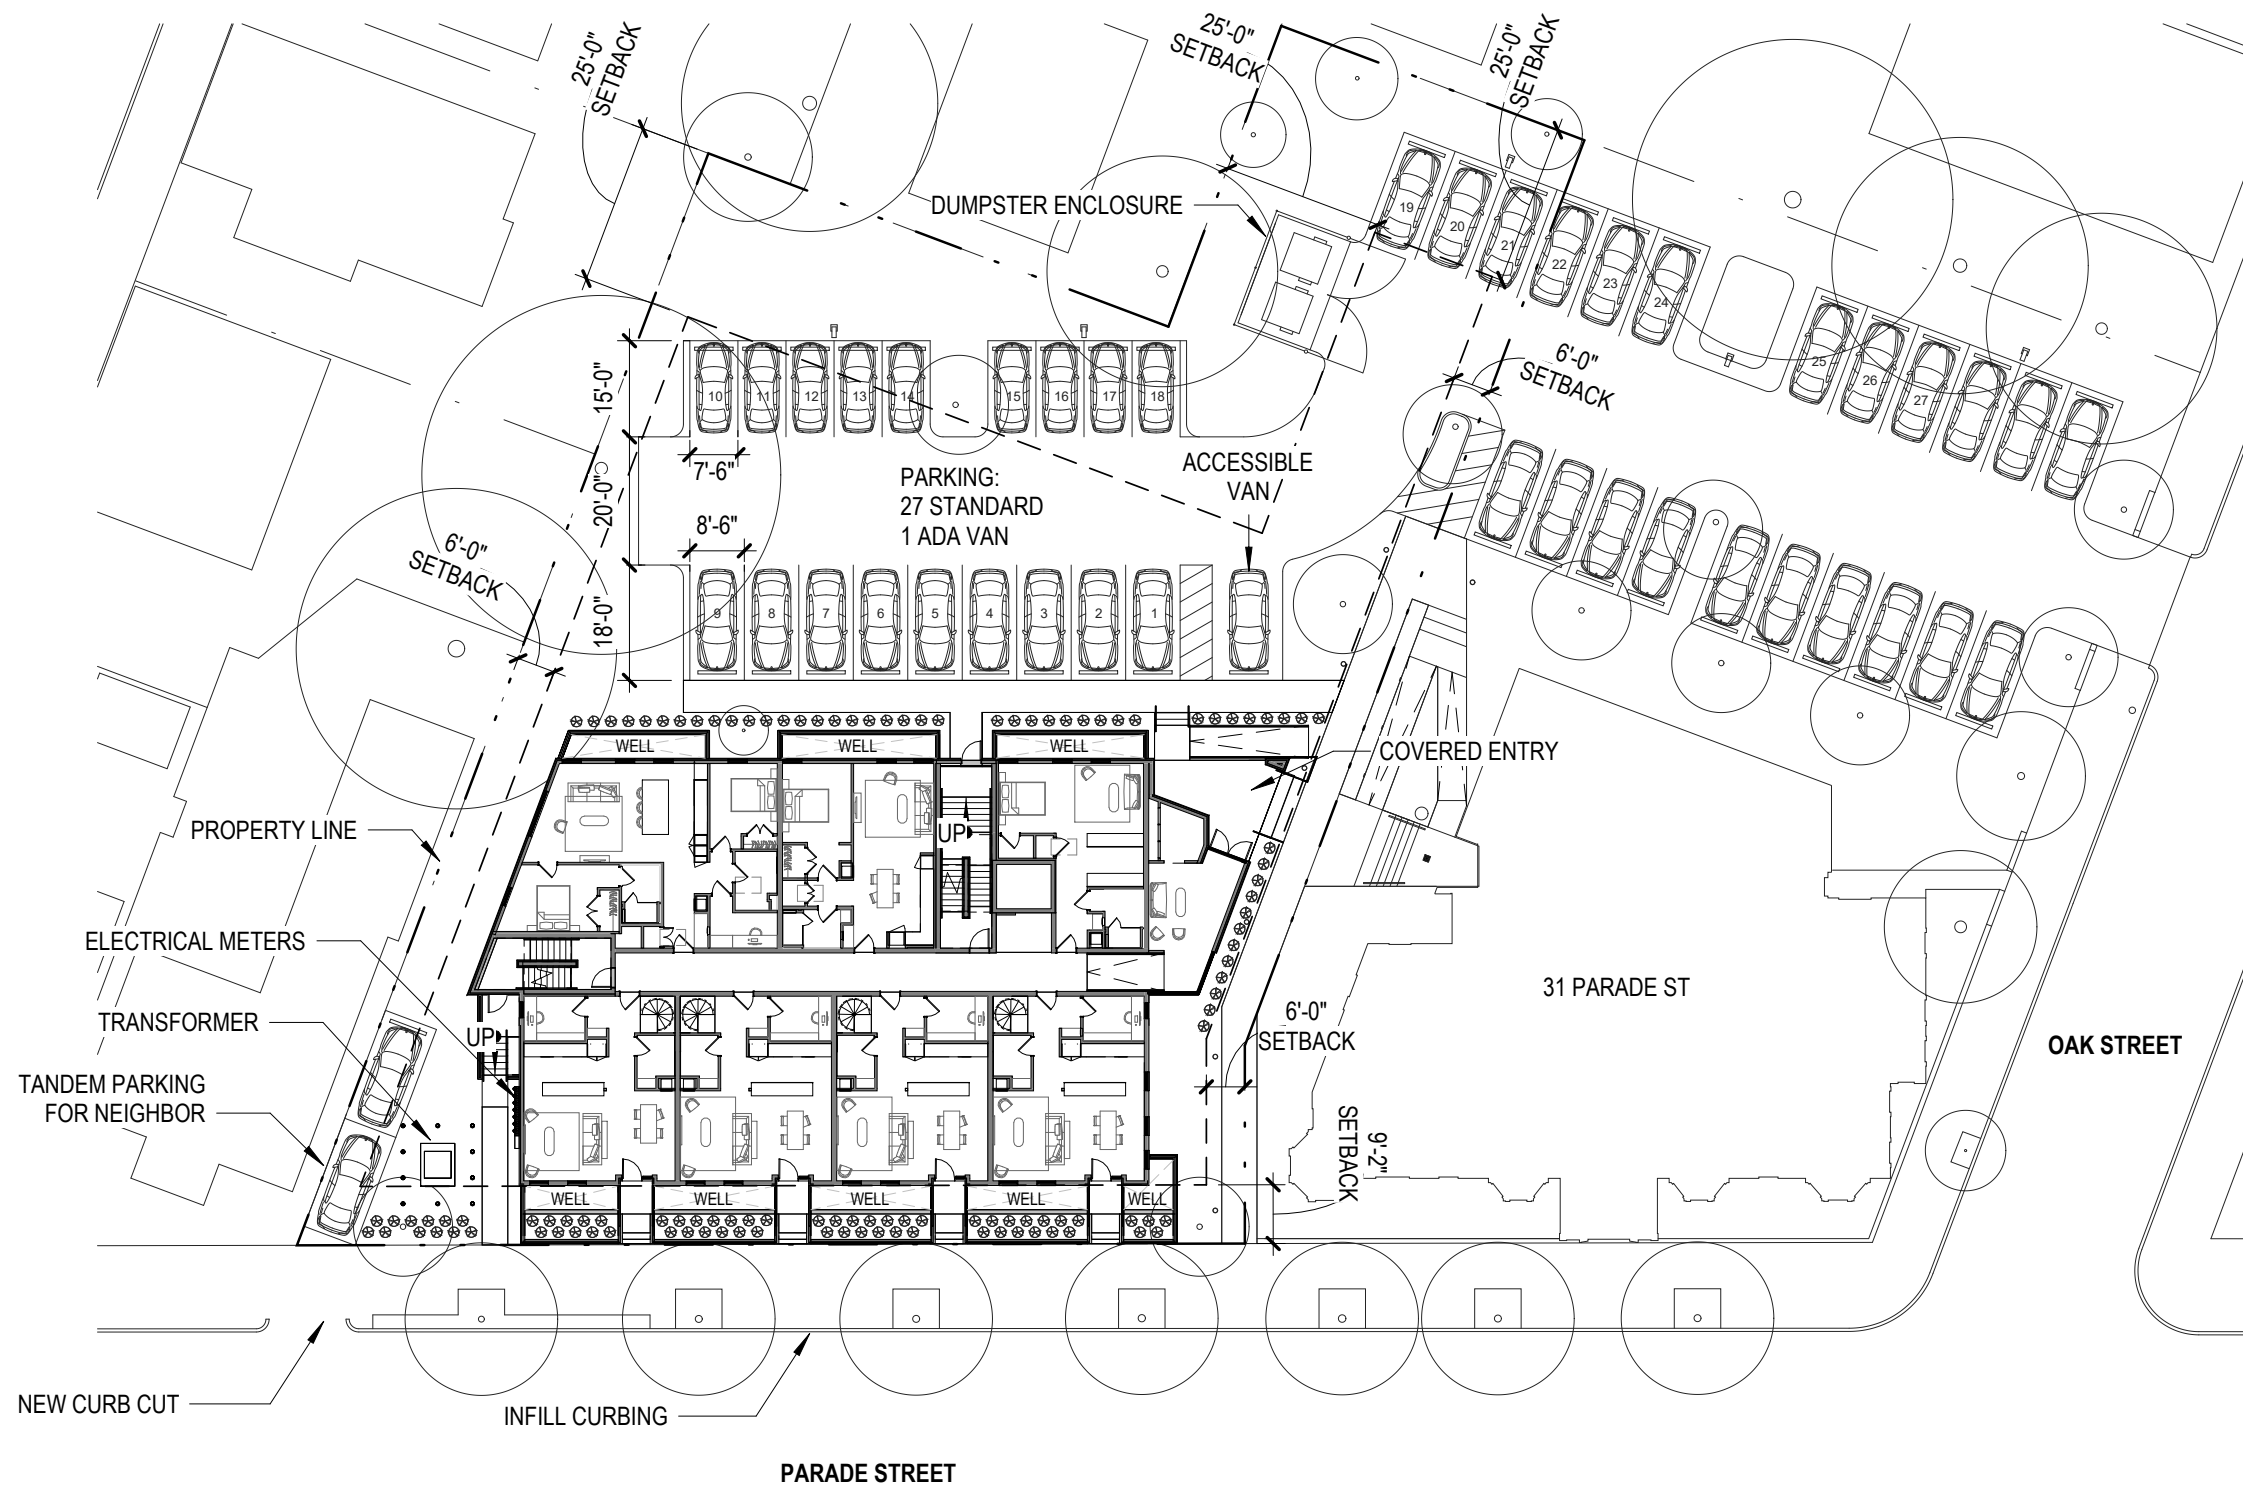 25'-0"
SETBACK
25'-0"
SETBACK
25'-0"
SETBACK
DUMPSTER ENCLOSURE
19
20
21
22
23
24
25
26
27
6'-0"
SETBACK
15'-0"
10
11
12
13
14
15
16
17
18
7'-6"
20'-0"
PARKING:
27 STANDARD
1 ADA VAN
ACCESSIBLE
VAN
8'-6"
6'-0"
SETBACK
18'-0"
9
8
7
6
5
4
3
2
1
WELL
WELL
WELL
COVERED ENTRY
PROPERTY LINE
UP
ELECTRICAL METERS
31 PARADE ST
TRANSFORMER
UP
6'-0"
SETBACK
OAK STREET
TANDEM PARKING
FOR NEIGHBOR
9'-2"
SETBACK
WELL
WELL
WELL
WELL
WELL
NEW CURB CUT
INFILL CURBING
PARADE STREET